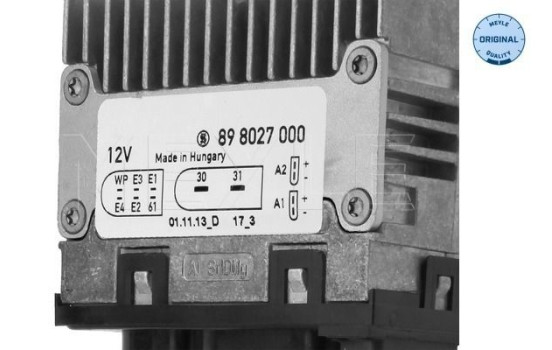 MEYLE
ORIGINAL
QUALITY
89 8027 000
12V
Made in Hungary
WP E3 E1
E4 E2 61
30 31
A2 + -
A1 + -
01.11.13_D 17_3